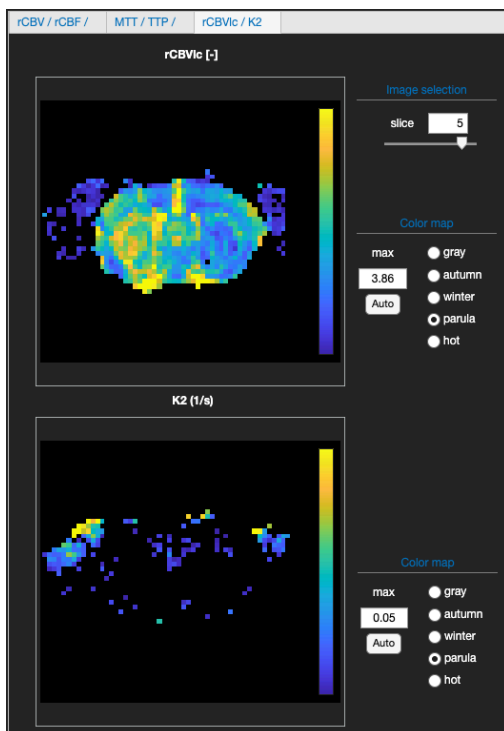 rCBV / rCBF /
MTT / TTP /
rCBVlc / K2
rCBVlc [-]
Image selection
slice 5
Color map
max
3.86
Auto
gray
autumn
winter
parula
hot
K2 (1/s)
Color map
max
0.05
Auto
gray
autumn
winter
parula
hot